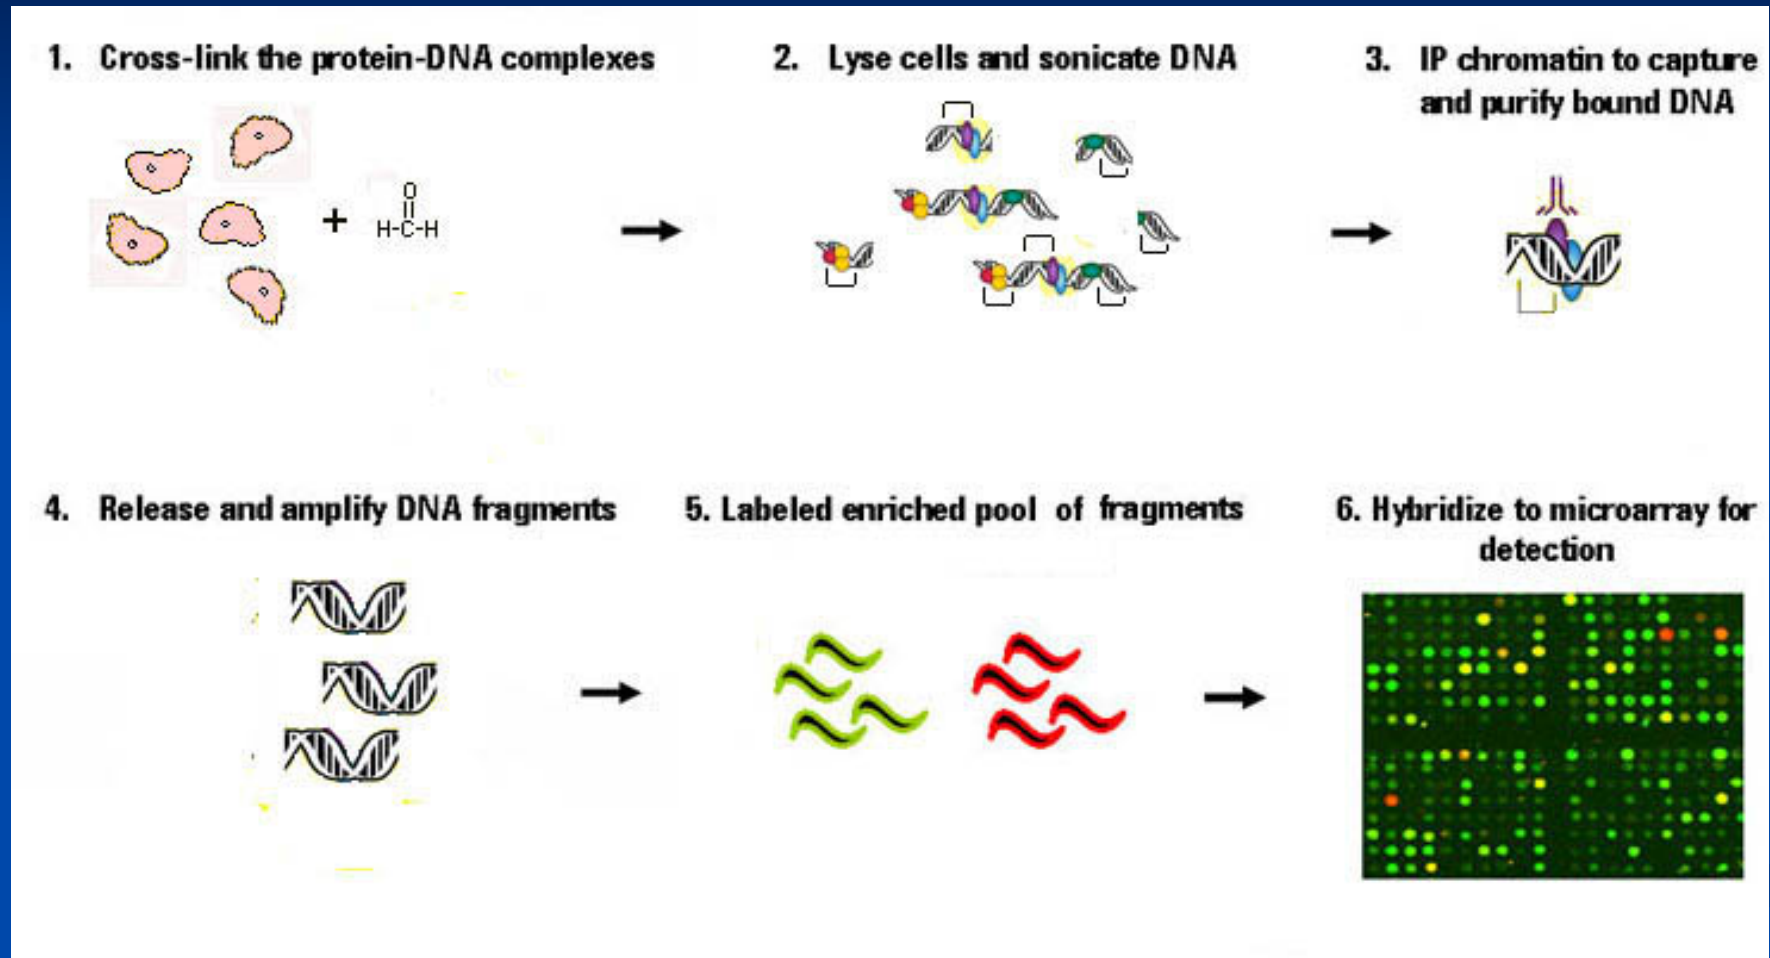 1. Cross-link the protein-DNA complexes
2. Lyse cells and sonicate DNA
3. IP chromatin to capture
and purify bound DNA
+
O
H-C-H
4. Release and amplify DNA fragments
5. Labeled enriched pool of fragments
6. Hybridize to microarray for
detection